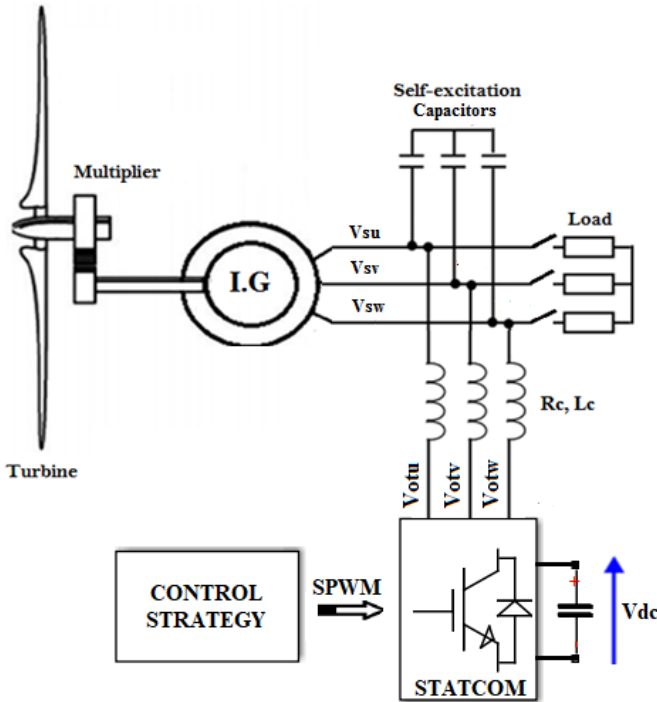 Self-excitation
Capacitors
Multiplier
Load
Vsu
I.G
Vsv
Vsw
Rc, Lc
Turbine
Votu
Votv
Votw
CONTROL
STRATEGY
SPWM
+
Vdc
STATCOM